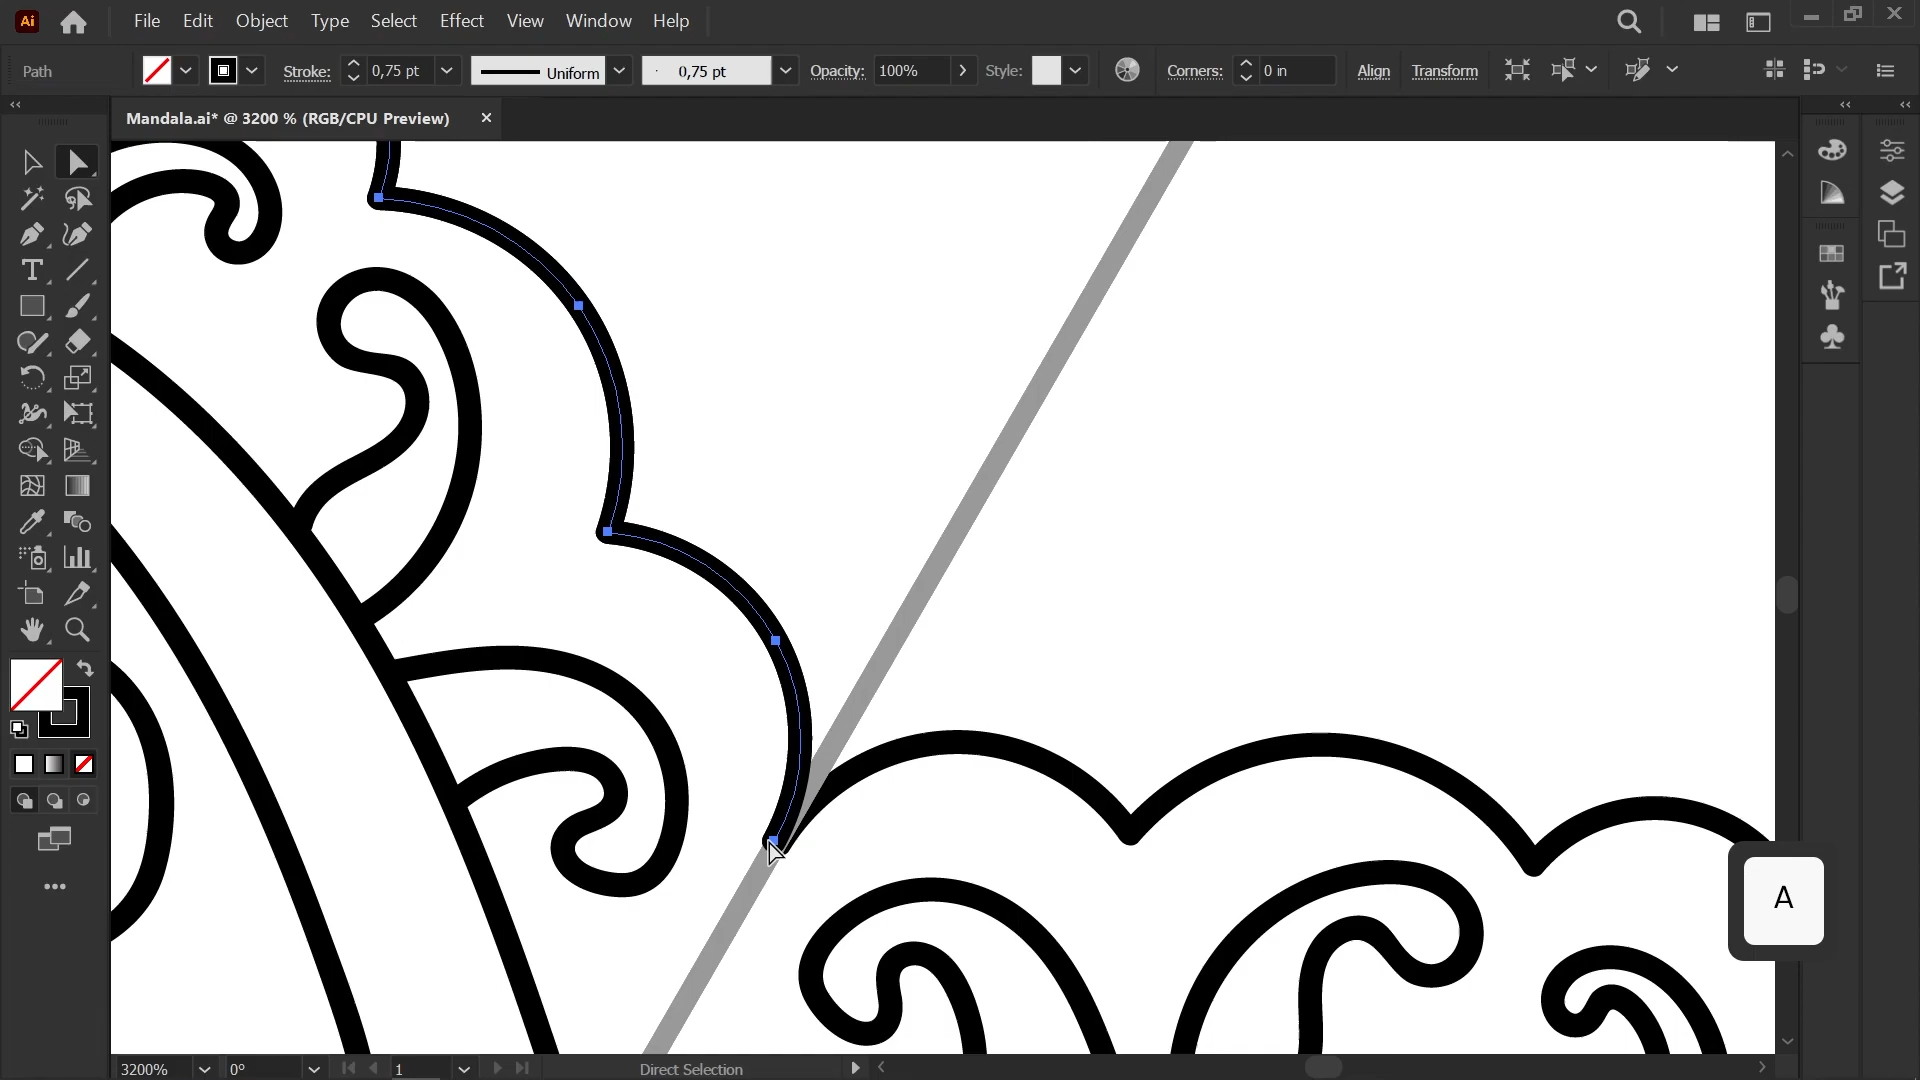 Ai File Edit Object Type Select Effect View Window Help
Path Stroke: 0,75 pt Uniform 0,75 pt Opacity: 100% Style: Corners: 0 in Align Transform
Mandala.ai* @ 3200 % (RGB/CPU Preview)
A
3200% 0° 1 Direct Selection